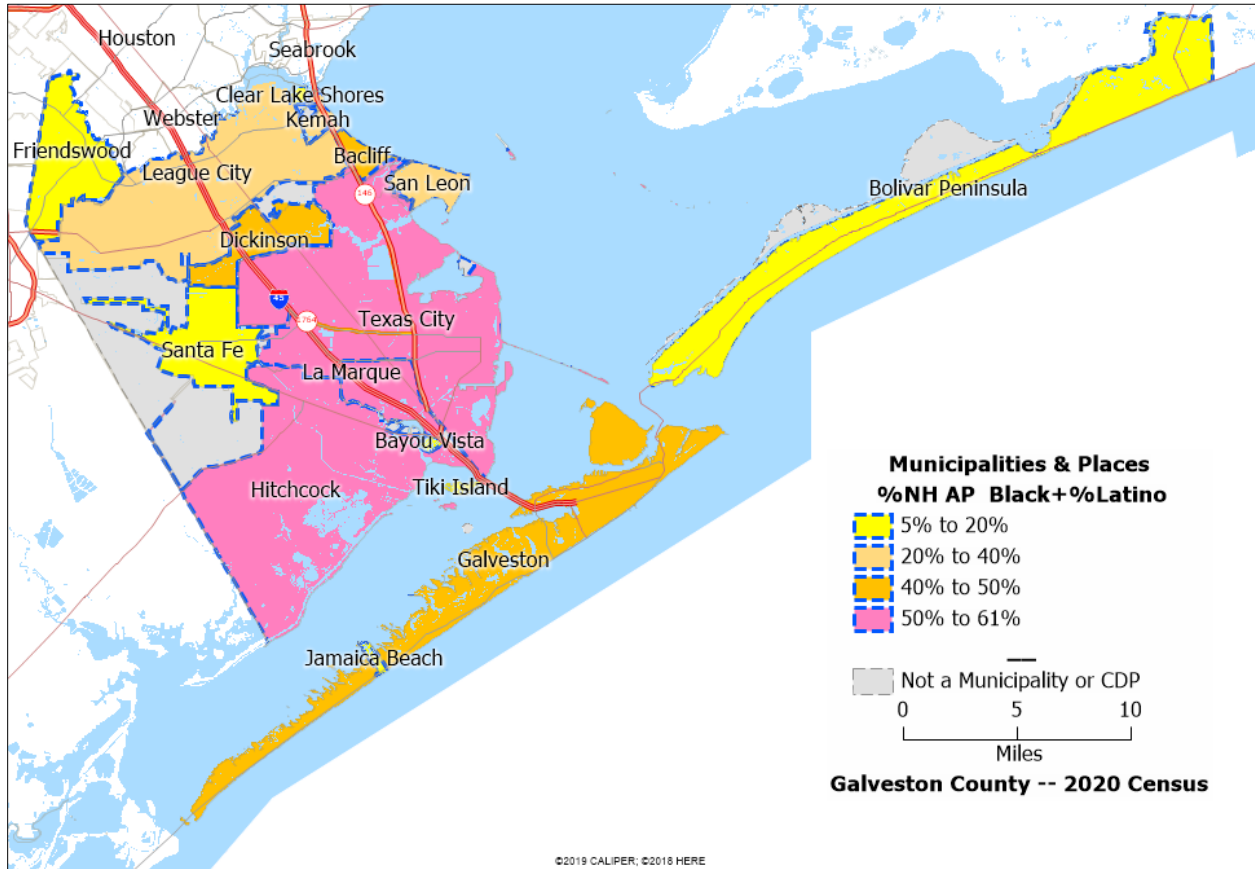 Houston
Seabrook
Clear Lake Shores
Kemah
Webster
Friendswood
League City
Bacliff
San Leon
146
Bolivar Peninsula
Dickinson
45
1764
Texas City
Santa Fe
La Marque
Bayou Vista
Hitchcock
Tiki Island
Galveston
Jamaica Beach
Municipalities & Places
%NH AP Black+%Latino
5% to 20%
20% to 40%
40% to 50%
50% to 61%
Not a Municipality or CDP
0 5 10
Miles
Galveston County -- 2020 Census
©2019 CALIPER; ©2018 HERE